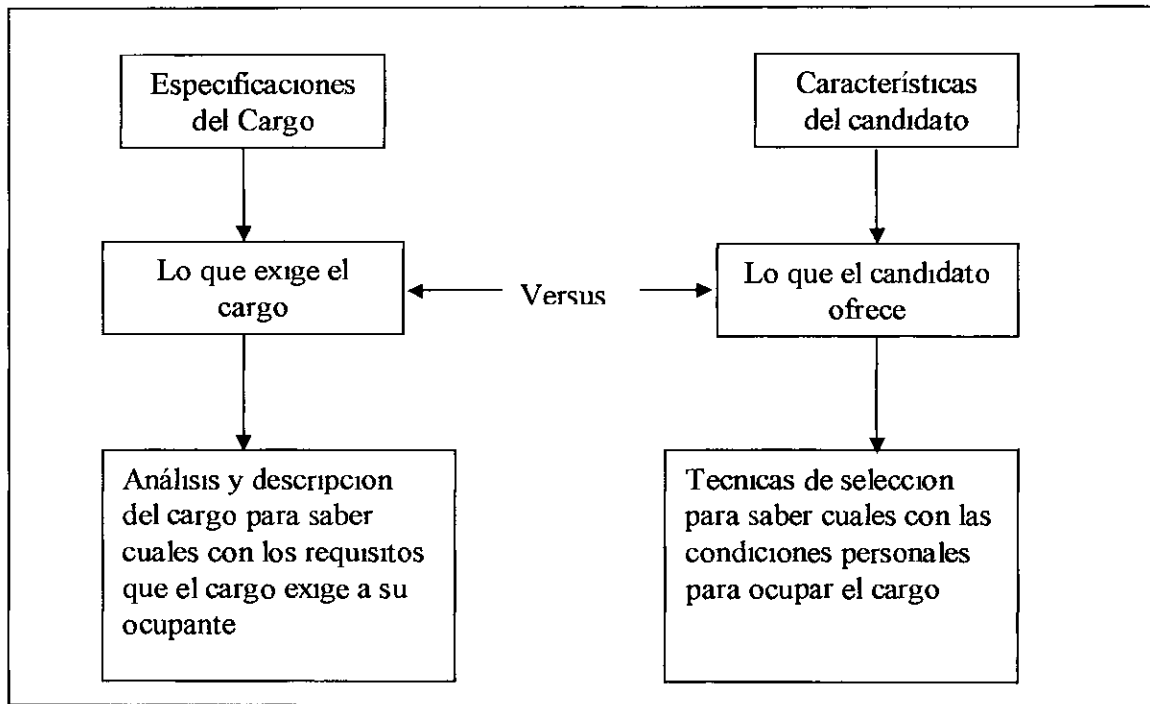 Especificaciones
del Cargo
Características
del candidato
Lo que exige el
cargo
Versus
Lo que el candidato
ofrece
Análisis y descripcion
del cargo para saber
cuales con los requisitos
que el cargo exige a su
ocupante
Tecnicas de seleccion
para saber cuales con las
condiciones personales
para ocupar el cargo